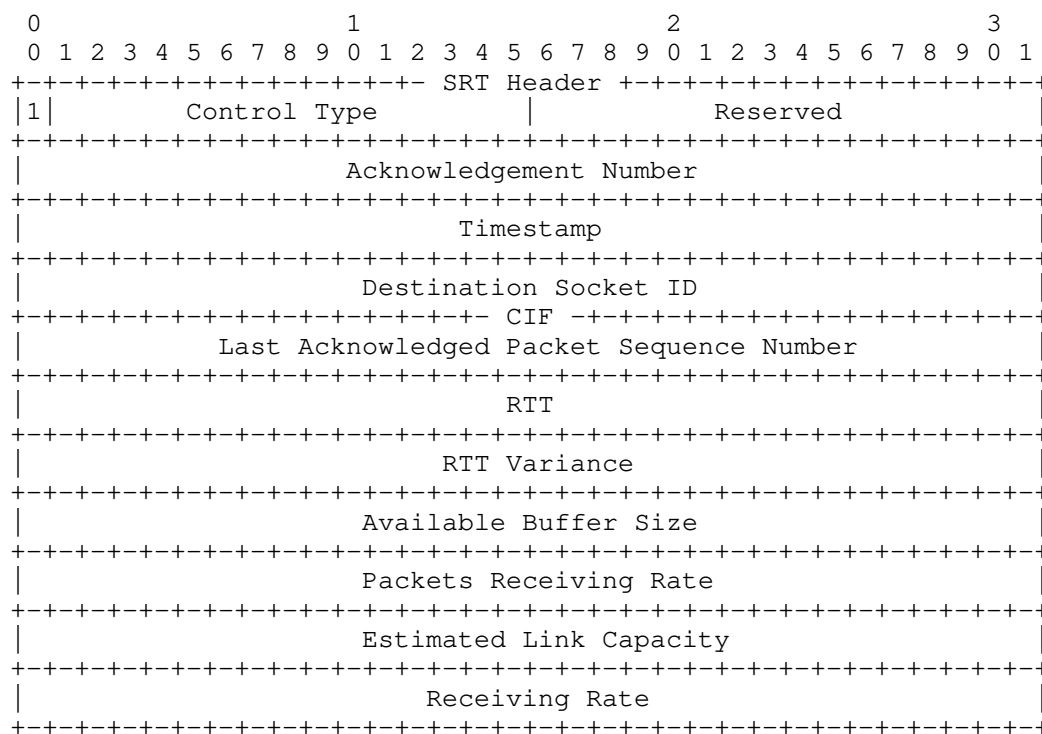 0                   1                   2                   3
 0 1 2 3 4 5 6 7 8 9 0 1 2 3 4 5 6 7 8 9 0 1 2 3 4 5 6 7 8 9 0 1
+-+-+-+-+-+-+-+-+-+-+-+-+- SRT Header +-+-+-+-+-+-+-+-+-+-+-+-+-+
|1|        Control Type         |           Reserved            |
+-+-+-+-+-+-+-+-+-+-+-+-+-+-+-+-+-+-+-+-+-+-+-+-+-+-+-+-+-+-+-+-+
|                    Acknowledgement Number                     |
+-+-+-+-+-+-+-+-+-+-+-+-+-+-+-+-+-+-+-+-+-+-+-+-+-+-+-+-+-+-+-+-+
|                           Timestamp                           |
+-+-+-+-+-+-+-+-+-+-+-+-+-+-+-+-+-+-+-+-+-+-+-+-+-+-+-+-+-+-+-+-+
|                     Destination Socket ID                     |
+-+-+-+-+-+-+-+-+-+-+-+-+-+-+- CIF -+-+-+-+-+-+-+-+-+-+-+-+-+-+-+
|            Last Acknowledged Packet Sequence Number           |
+-+-+-+-+-+-+-+-+-+-+-+-+-+-+-+-+-+-+-+-+-+-+-+-+-+-+-+-+-+-+-+-+
|                              RTT                              |
+-+-+-+-+-+-+-+-+-+-+-+-+-+-+-+-+-+-+-+-+-+-+-+-+-+-+-+-+-+-+-+-+
|                          RTT Variance                         |
+-+-+-+-+-+-+-+-+-+-+-+-+-+-+-+-+-+-+-+-+-+-+-+-+-+-+-+-+-+-+-+-+
|                     Available Buffer Size                     |
+-+-+-+-+-+-+-+-+-+-+-+-+-+-+-+-+-+-+-+-+-+-+-+-+-+-+-+-+-+-+-+-+
|                     Packets Receiving Rate                    |
+-+-+-+-+-+-+-+-+-+-+-+-+-+-+-+-+-+-+-+-+-+-+-+-+-+-+-+-+-+-+-+-+
|                     Estimated Link Capacity                   |
+-+-+-+-+-+-+-+-+-+-+-+-+-+-+-+-+-+-+-+-+-+-+-+-+-+-+-+-+-+-+-+-+
|                         Receiving Rate                        |
+-+-+-+-+-+-+-+-+-+-+-+-+-+-+-+-+-+-+-+-+-+-+-+-+-+-+-+-+-+-+-+-+